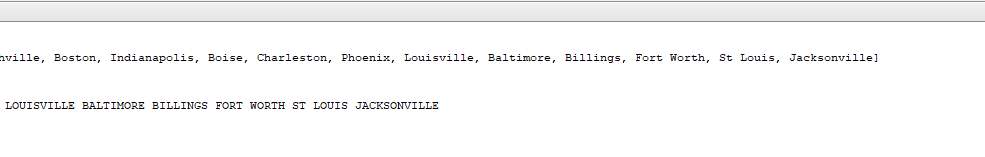 hville, Boston, Indianapolis, Boise, Charleston, Phoenix, Louisville, Baltimore, Billings, Fort Worth, St Louis, Jacksonville]
LOUISVILLE BALTIMORE BILLINGS FORT WORTH ST LOUIS JACKSONVILLE